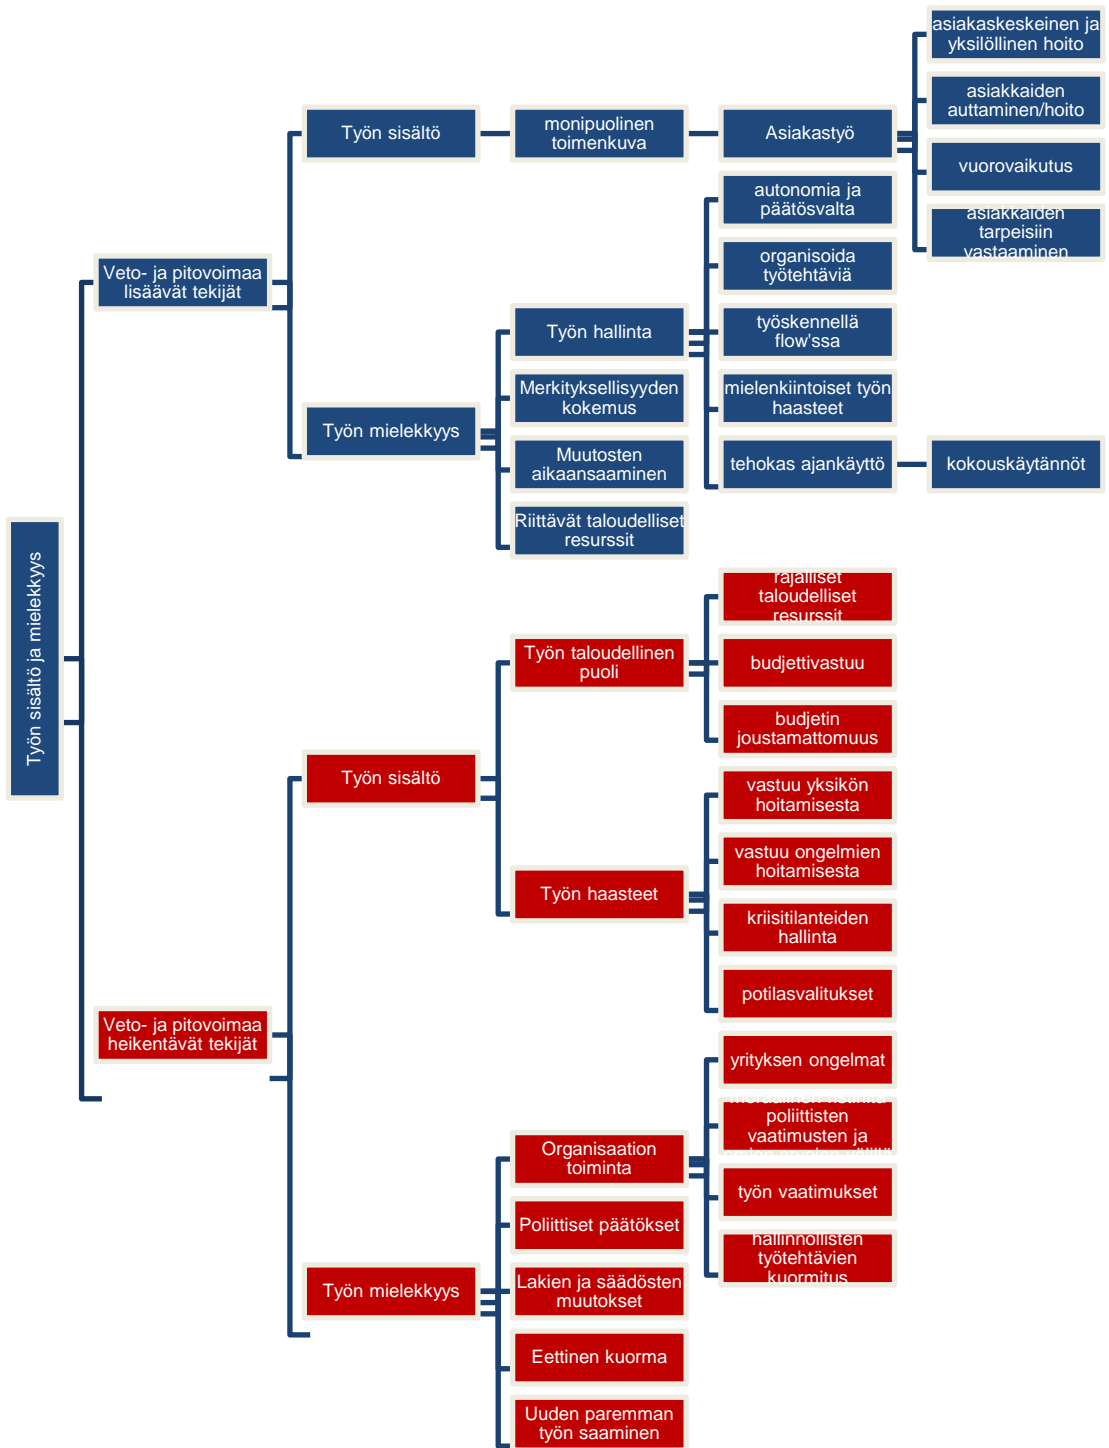 Työn sisältö ja mielekkyys
Veto- ja pitovoimaa
lisäävät tekijät
Työn sisältö
monipuolinen
toimenkuva
Asiakastyö
asiakaskeskeinen ja
yksilöllinen hoito
asiakkaiden
auttaminen/hoito
vuorovaikutus
asiakkaiden
tarpeisiin
vastaaminen
Työn mielekkyys
Työn hallinta
autonomia ja
päätösvalta
organisoida
työtehtäviä
työskennellä
flow'ssa
mielenkiintoiset työn
haasteet
tehokas ajankäyttö
kokouskäytännöt
Merkityksellisyyden
kokemus
Muutosten
aikaansaaminen
Riittävät taloudelliset
resurssit
Veto- ja pitovoimaa
heikentävät tekijät
Työn sisältö
Työn taloudellinen
puoli
rajalliset
taloudelliset
resurssit
budjettivastuu
budjetin
joustamattomuus
Työn haasteet
vastuu yksikön
hoitamisesta
vastuu ongelmien
hoitamisesta
kriisitilanteiden
hallinta
potilasvalitukset
Työn mielekkyys
Organisaation
toiminta
yrityksen ongelmat
poliittisten
vaatimusten ja
työn vaatimukset
hallinnollisten
työtehtävien
kuormitus
Poliittiset päätökset
Lakien ja säädösten
muutokset
Eettinen kuorma
Uuden paremman
työn saaminen